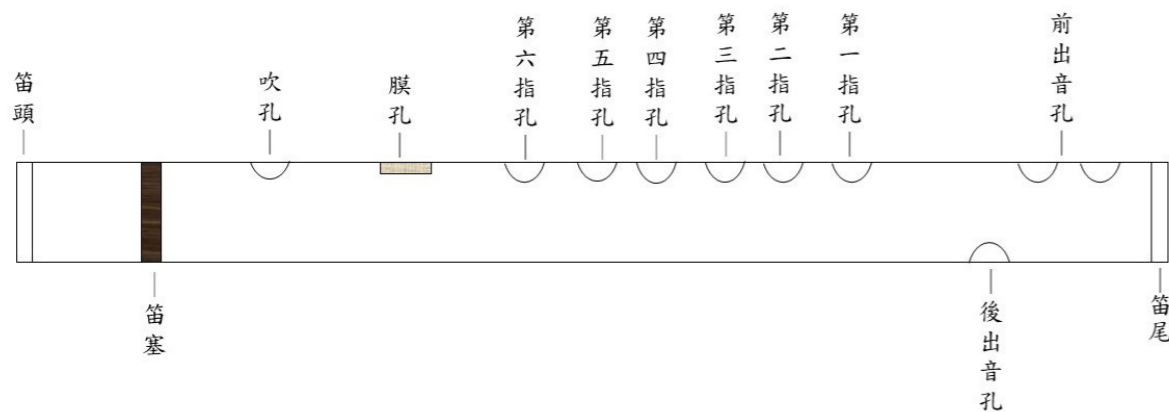 笛頭
吹孔
膜孔
第六指孔
第五指孔
第四指孔
第三指孔
第二指孔
第一指孔
前出音孔
笛塞
後出音孔
笛尾